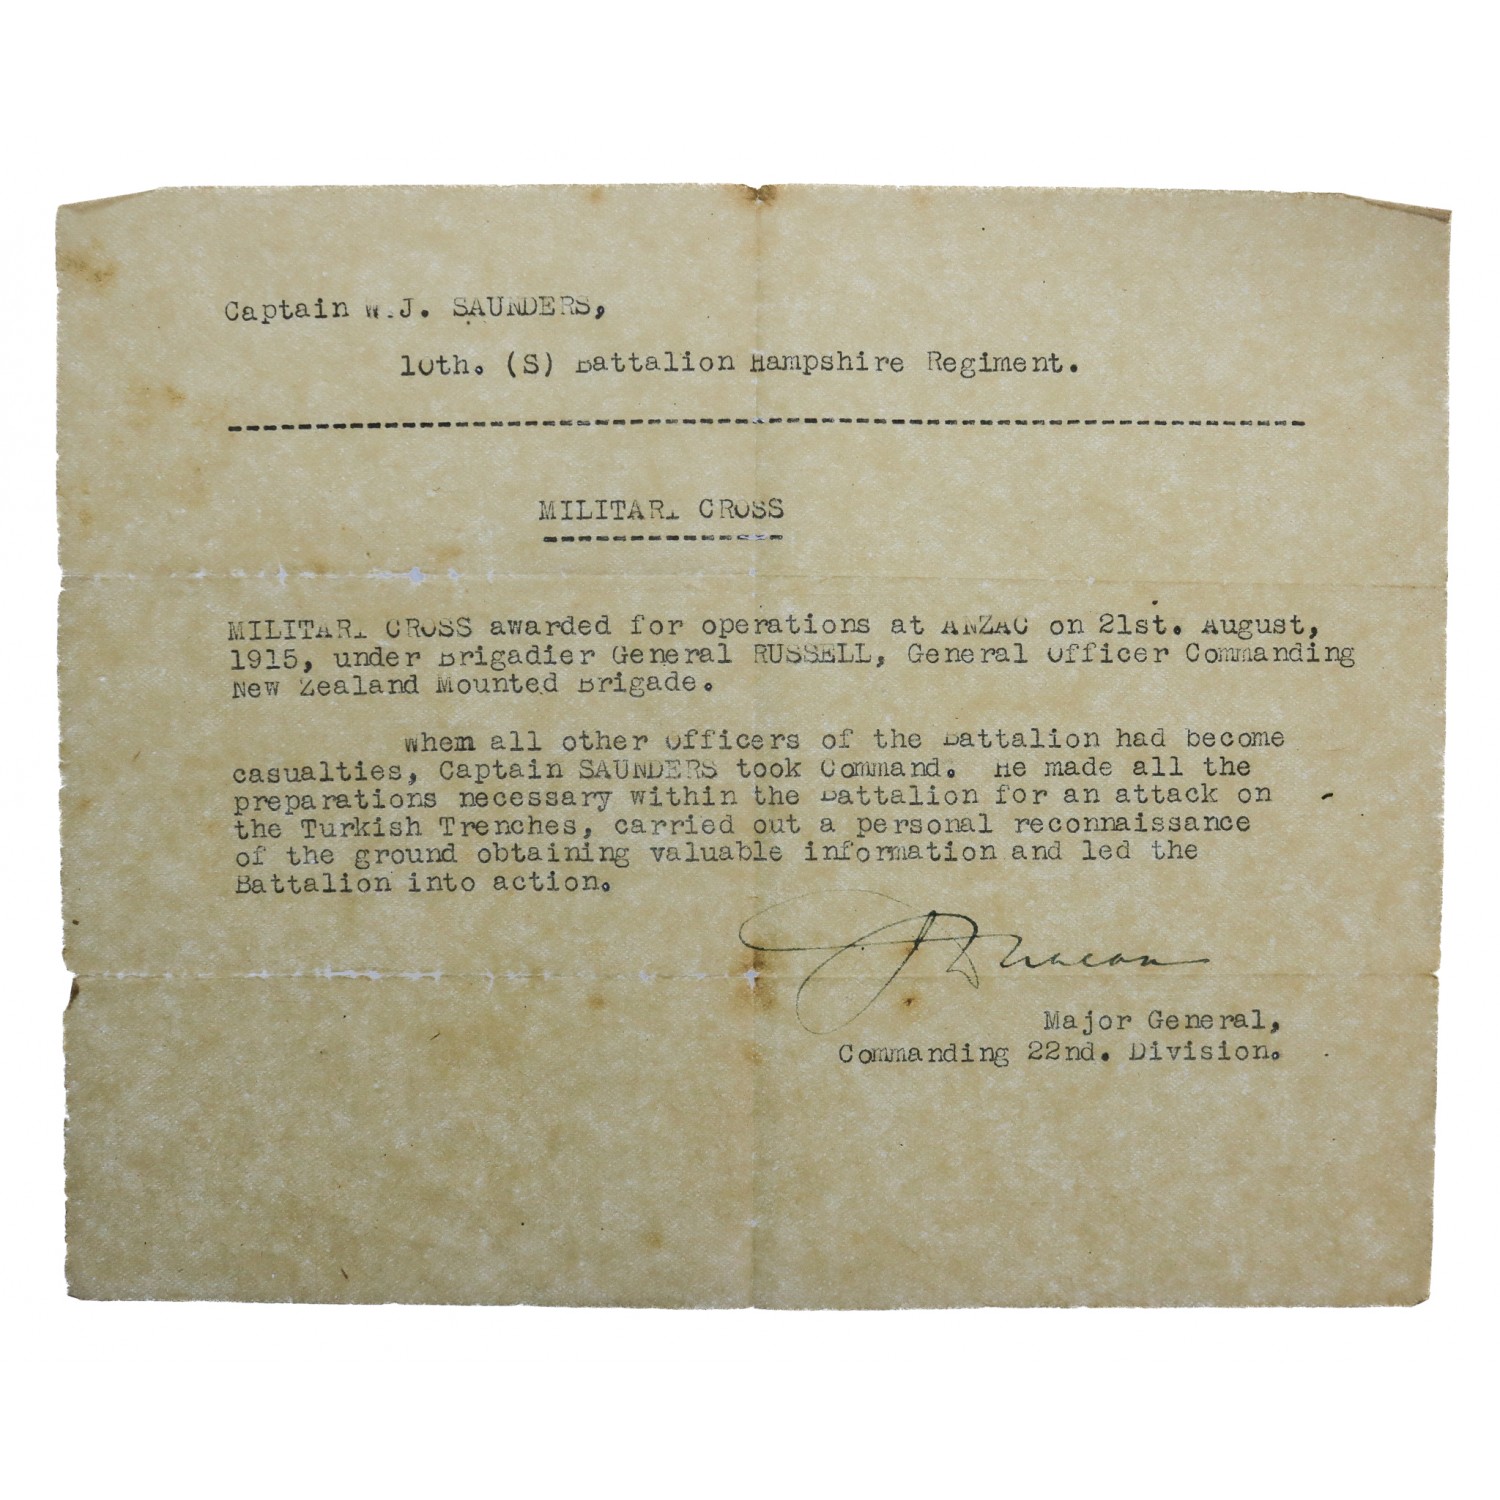 Captain W.J. SAUNDERS,
10th. (S) Battalion Hampshire Regiment.
MILITARY CROSS
MILITARY CROSS awarded for operations at ANZAC on 21st. August,
1915, under Brigadier General RUSSELL, General Officer Commanding
New Zealand Mounted Brigade.
Whem all other Officers of the Battalion had become
casualties, Captain SAUNDERS took Command. He made all the
preparations necessary within the Battalion for an attack on
the Turkish Trenches, carried out a personal reconnaissance
of the ground obtaining valuable information and led the
Battalion into action.
Major General,
Commanding 22nd. Division.